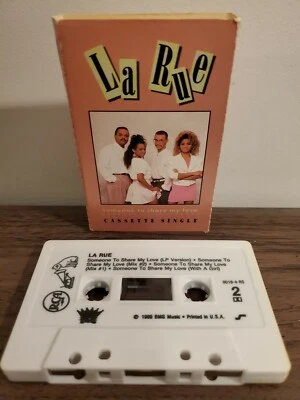 La Rue
someone to share my love
CASSETTE SINGLE
LA RUE
Someone To Share My Love (LP Version) • Someone To
Share My Love (Mix #2) • Someone To Share My Love
(Mix #1) • Someone To Share My Love (With A Girl)
RCA
2
© 1989 BMG Music • Printed in U.S.A.